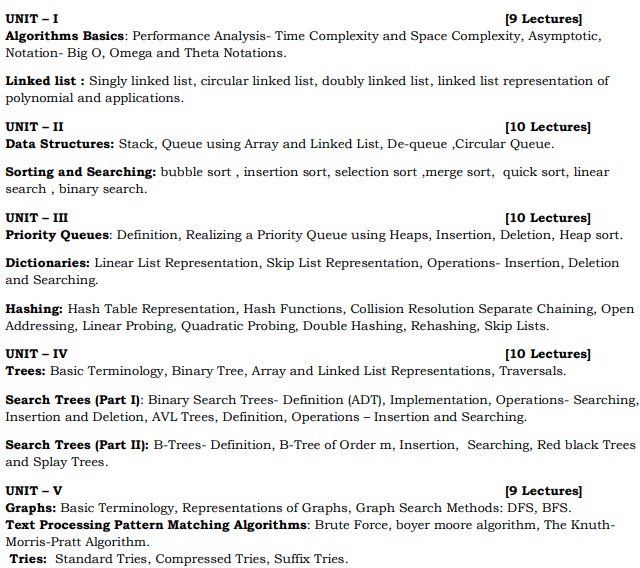 UNIT – I [9 Lectures]
Algorithms Basics: Performance Analysis- Time Complexity and Space Complexity, Asymptotic,
Notation- Big O, Omega and Theta Notations.
Linked list : Singly linked list, circular linked list, doubly linked list, linked list representation of
polynomial and applications.
UNIT – II [10 Lectures]
Data Structures: Stack, Queue using Array and Linked List, De-queue ,Circular Queue.
Sorting and Searching: bubble sort , insertion sort, selection sort ,merge sort, quick sort, linear
search , binary search.
UNIT – III [10 Lectures]
Priority Queues: Definition, Realizing a Priority Queue using Heaps, Insertion, Deletion, Heap sort.
Dictionaries: Linear List Representation, Skip List Representation, Operations- Insertion, Deletion
and Searching.
Hashing: Hash Table Representation, Hash Functions, Collision Resolution Separate Chaining, Open
Addressing, Linear Probing, Quadratic Probing, Double Hashing, Rehashing, Skip Lists.
UNIT – IV [10 Lectures]
Trees: Basic Terminology, Binary Tree, Array and Linked List Representations, Traversals.
Search Trees (Part I): Binary Search Trees- Definition (ADT), Implementation, Operations- Searching,
Insertion and Deletion, AVL Trees, Definition, Operations – Insertion and Searching.
Search Trees (Part II): B-Trees- Definition, B-Tree of Order m, Insertion, Searching, Red black Trees
and Splay Trees.
UNIT – V [9 Lectures]
Graphs: Basic Terminology, Representations of Graphs, Graph Search Methods: DFS, BFS.
Text Processing Pattern Matching Algorithms: Brute Force, boyer moore algorithm, The Knuth-
Morris-Pratt Algorithm.
Tries: Standard Tries, Compressed Tries, Suffix Tries.